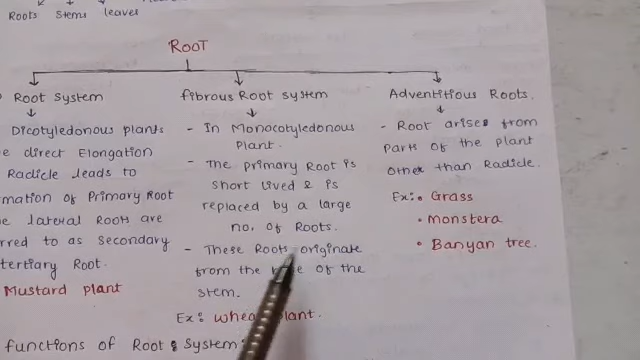 Roots Stems leaves
ROOT
Root System
Dicotyledonous plants
direct Elongation
Radicle leads to
Primary Root
lateral Roots are
to as Secondary
tertiary Root.
Mustard plant
fibrous Root system
- In Monocotyledonous
Plant.
- The primary Root is
short lived & is
replaced by a large
no. of Roots.
- These Roots originate
from the of the
stem.
Ex: plant.
Adventitious Roots.
- Root arises from
parts of the plant
other than Radicle.
Ex: • Grass
• monstera
• Banyan tree.
functions of Root System: